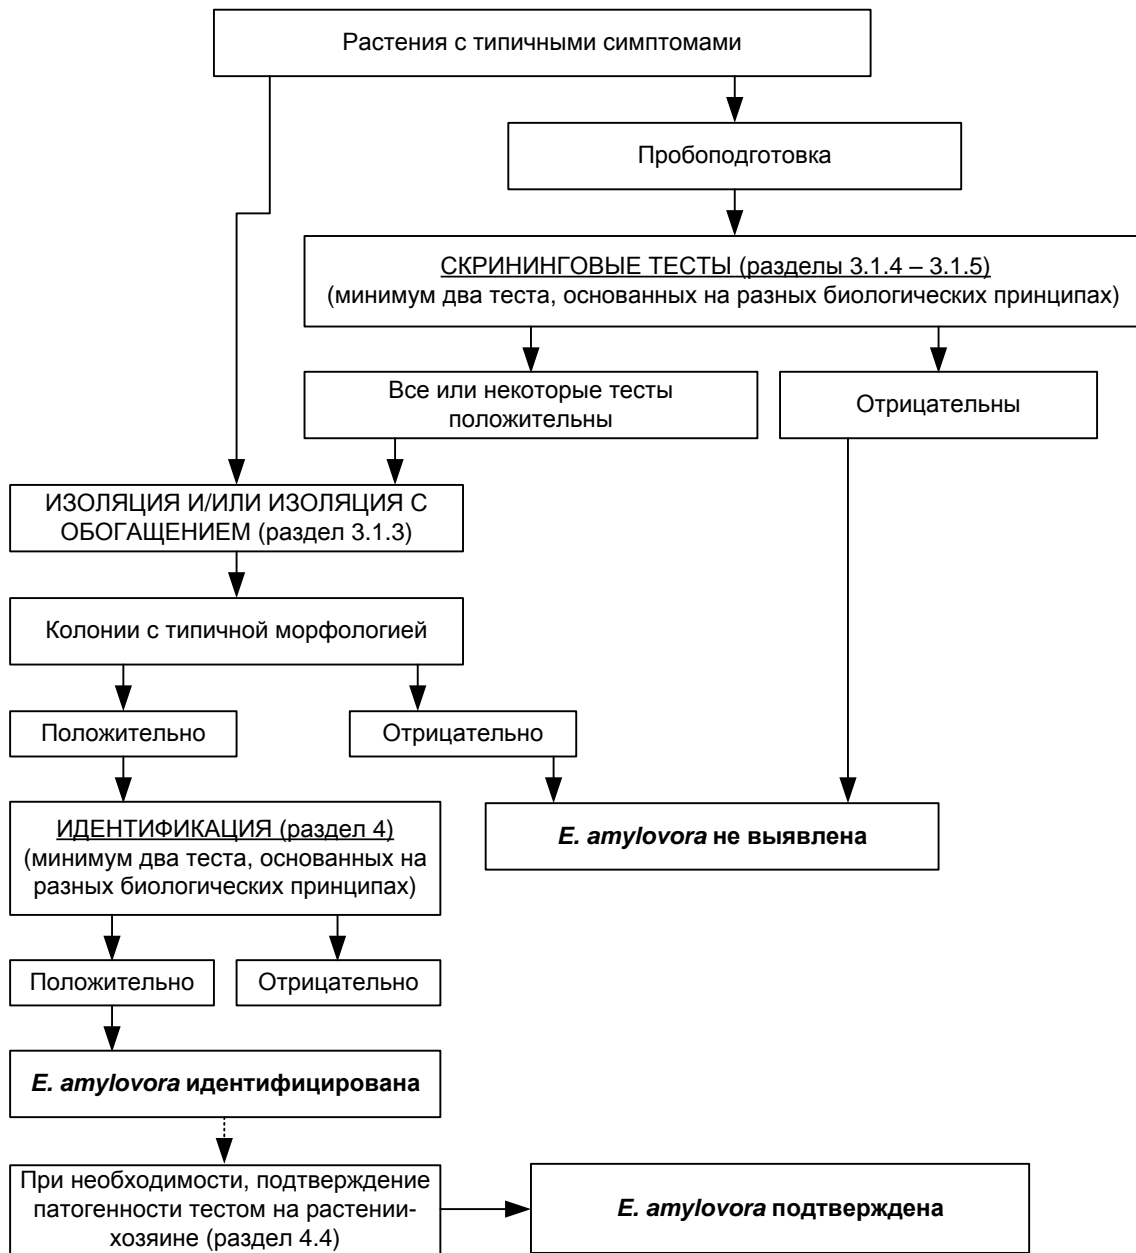 Растения с типичными симптомами
Пробоподготовка
СКРИНИНГОВЫЕ ТЕСТЫ (разделы 3.1.4 – 3.1.5)
(минимум два теста, основанных на разных биологических принципах)
Все или некоторые тесты
положительны
Отрицательны
ИЗОЛЯЦИЯ И/ИЛИ ИЗОЛЯЦИЯ С
ОБОГАЩЕНИЕМ (раздел 3.1.3)
Колонии с типичной морфологией
Положительно
Отрицательно
ИДЕНТИФИКАЦИЯ (раздел 4)
(минимум два теста, основанных на
разных биологических принципах)
E. amylovora не выявлена
Положительно
Отрицательно
E. amylovora идентифицирована
При необходимости, подтверждение
патогенности тестом на растении-
хозяине (раздел 4.4)
E. amylovora подтверждена